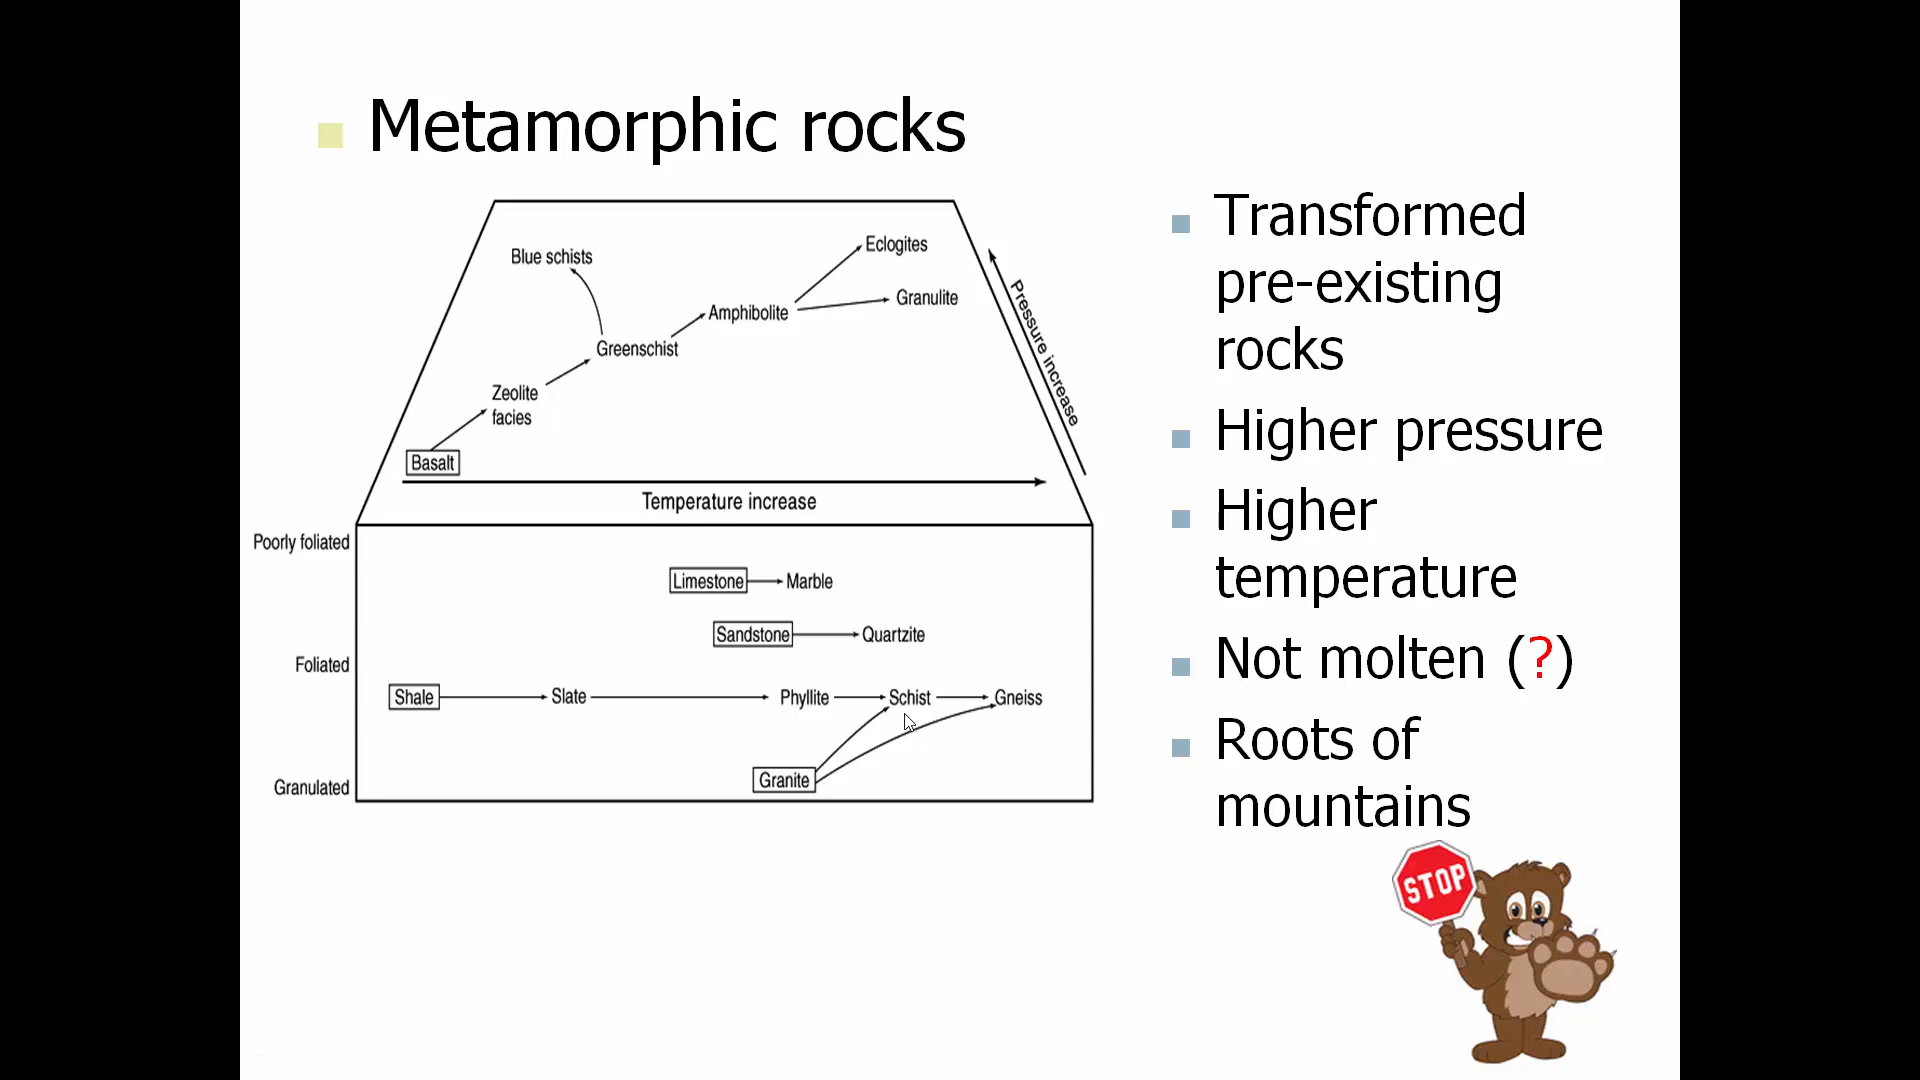 Metamorphic rocks
Blue schists
Eclogites
Granulite
Amphibolite
Greenschist
Zeolite
facies
Basalt
Pressure increase
Temperature increase
Poorly foliated
Limestone
Marble
Sandstone
Quartzite
Foliated
Shale
Slate
Phyllite
Schist
Gneiss
Granite
Granulated
Transformed
pre-existing
rocks
Higher pressure
Higher
temperature
Not molten (?)
Roots of
mountains
STOP